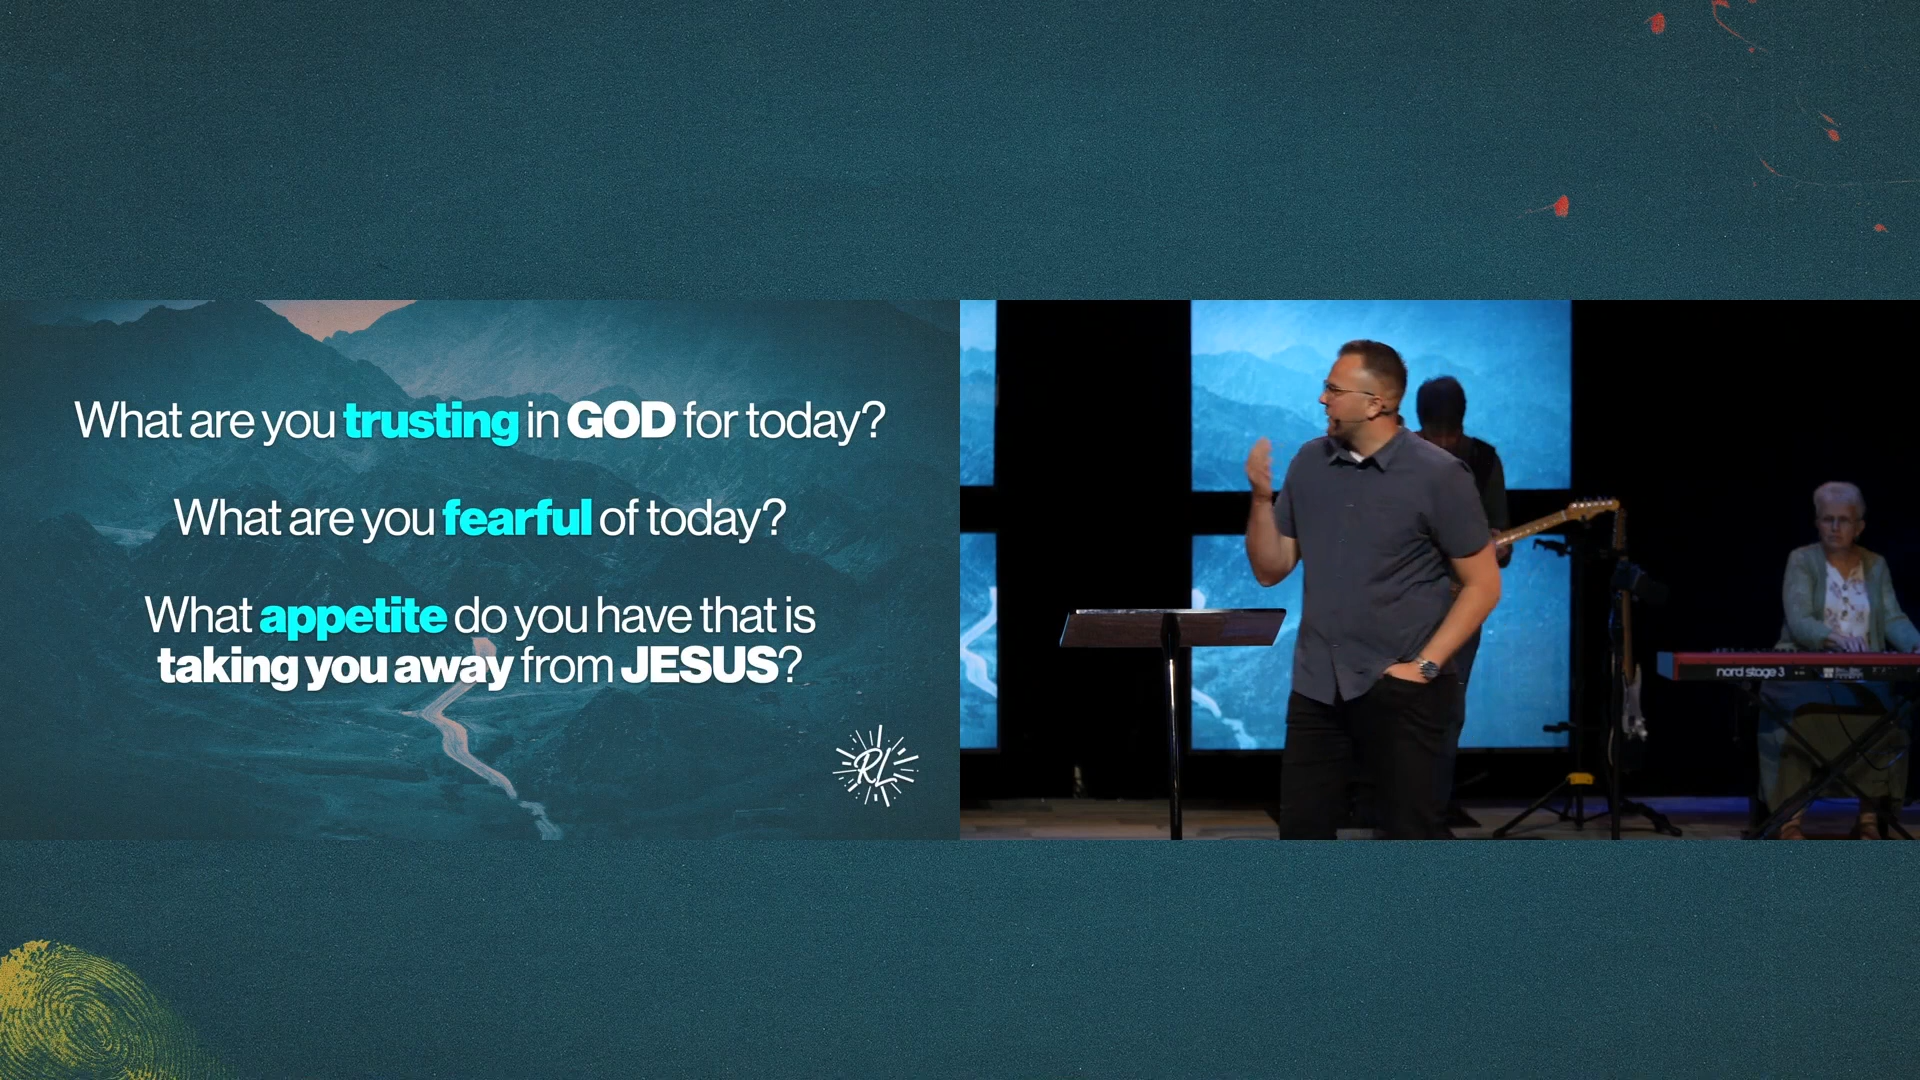 What are you trusting in GOD for today?
What are you fearful of today?
What appetite do you have that is
taking you away from JESUS?
RL
nord stage 3